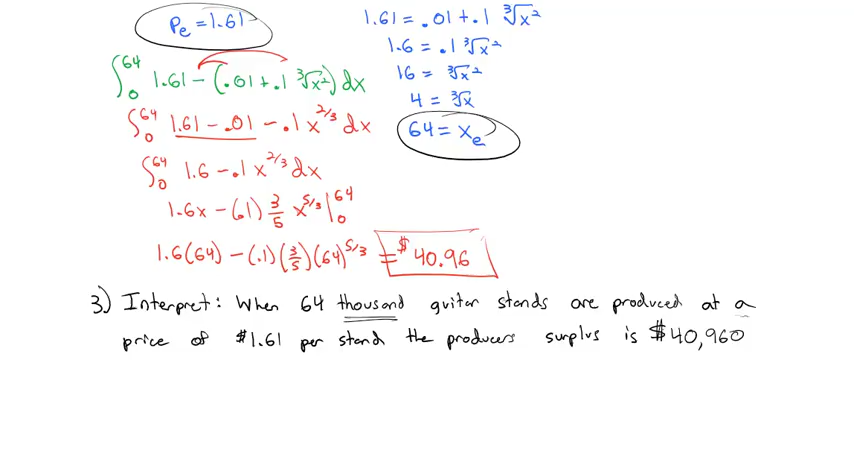 Pe = 1.61
1.61 = .01 + .1 ∛x²
1.6 = .1 ∛x²
16 = ∛x²
4 = ∛x
64 = xe
∫₀⁶⁴ 1.61 - (.01 + .1 ∛x²) dx
∫₀⁶⁴ 1.61 - .01 - .1x^(2/3) dx
∫₀⁶⁴ 1.6 - .1x^(2/3) dx
1.6x - (.1) 3/5 x^(5/3) |₀⁶⁴
1.6(64) - (.1)(3/5)(64)^(5/3) = $40.96
3) Interpret: When 64 thousand guitar stands are produced at a
price of $1.61 per stand the producers surplus is $40,960